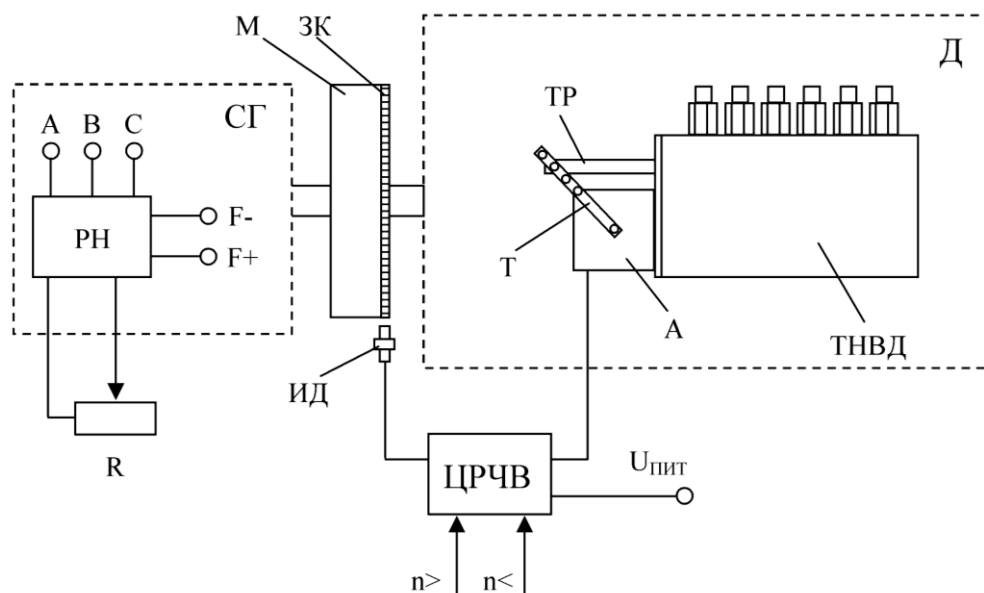 М
ЗК
Д
СГ
ТР
А
В
С
F-
РН
F+
Т
А
ТНВД
ИД
R
ЦРЧВ
UПИТ
n>
n<